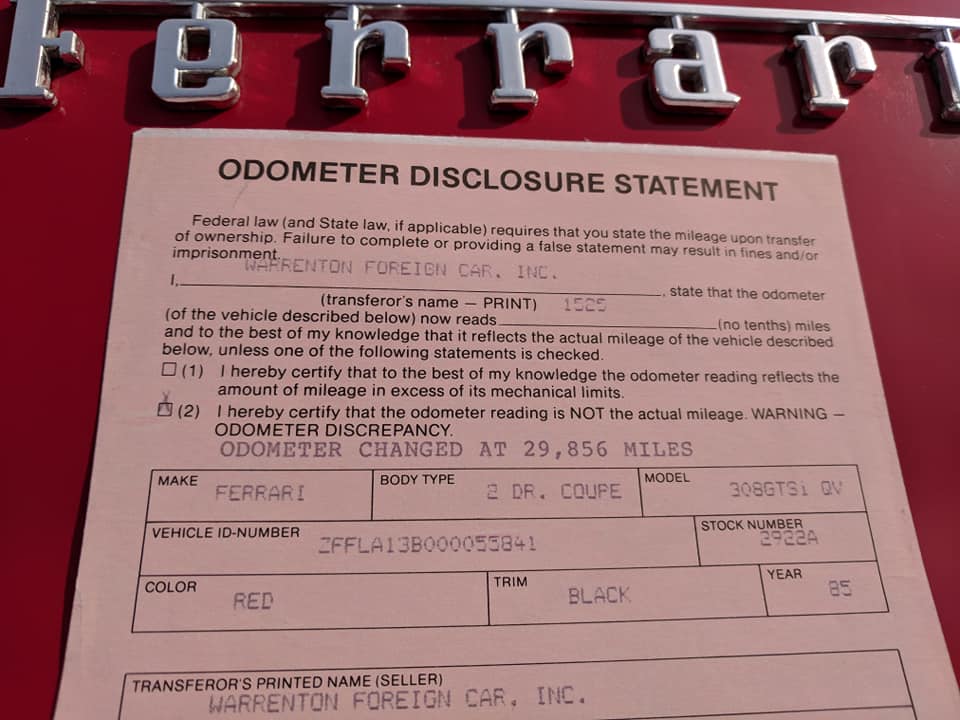 Ferrari
ODOMETER DISCLOSURE STATEMENT
Federal law (and State law, if applicable) requires that you state the mileage upon transfer
of ownership. Failure to complete or providing a false statement may result in fines and/or
imprisonment.
WARRENTON FOREIGN CAR, INC.
I, , state that the odometer
(transferor's name — PRINT) 1525
(of the vehicle described below) now reads (no tenths) miles
and to the best of my knowledge that it reflects the actual mileage of the vehicle described
below, unless one of the following statements is checked.
(1) I hereby certify that to the best of my knowledge the odometer reading reflects the
amount of mileage in excess of its mechanical limits.
(2) I hereby certify that the odometer reading is NOT the actual mileage. WARNING —
ODOMETER DISCREPANCY.
ODOMETER CHANGED AT 29,856 MILES
MAKE FERRARI BODY TYPE 2 DR. COUPE MODEL 308GTSi QV
VEHICLE ID-NUMBER ZFFLA13B000055841 STOCK NUMBER 2922A
COLOR RED TRIM BLACK YEAR 85
TRANSFEROR'S PRINTED NAME (SELLER)
WARRENTON FOREIGN CAR, INC.